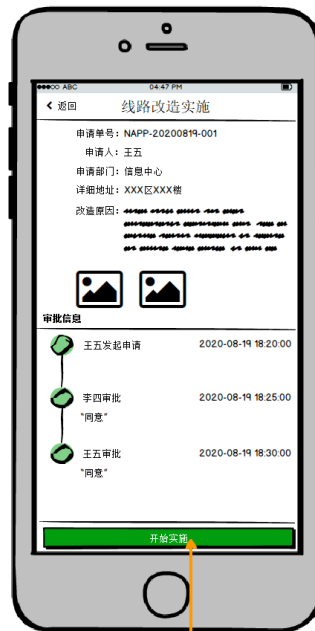 ABC 04:47 PM
返回 线路改造实施
申请单号: NAPP-20200819-001
申请人: 王五
申请部门: 信息中心
详细地址: XXX区XXX楼
改造原因:
审批信息
王五发起申请 2020-08-19 18:20:00
李四审批 2020-08-19 18:25:00
"同意"
王五审批 2020-08-19 18:30:00
"同意"
开始实施